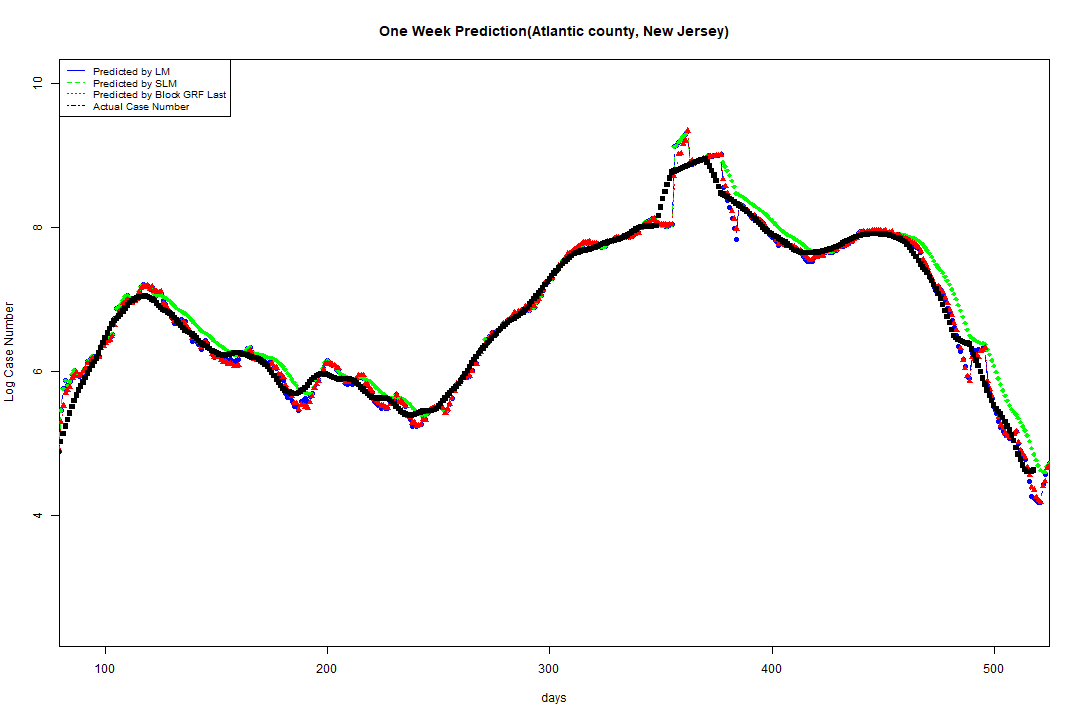 One Week Prediction(Atlantic county, New Jersey)
Predicted by LM
Predicted by SLM
Predicted by Block GRF Last
Actual Case Number
10
8
6
4
Log Case Number
100 200 300 400 500
days